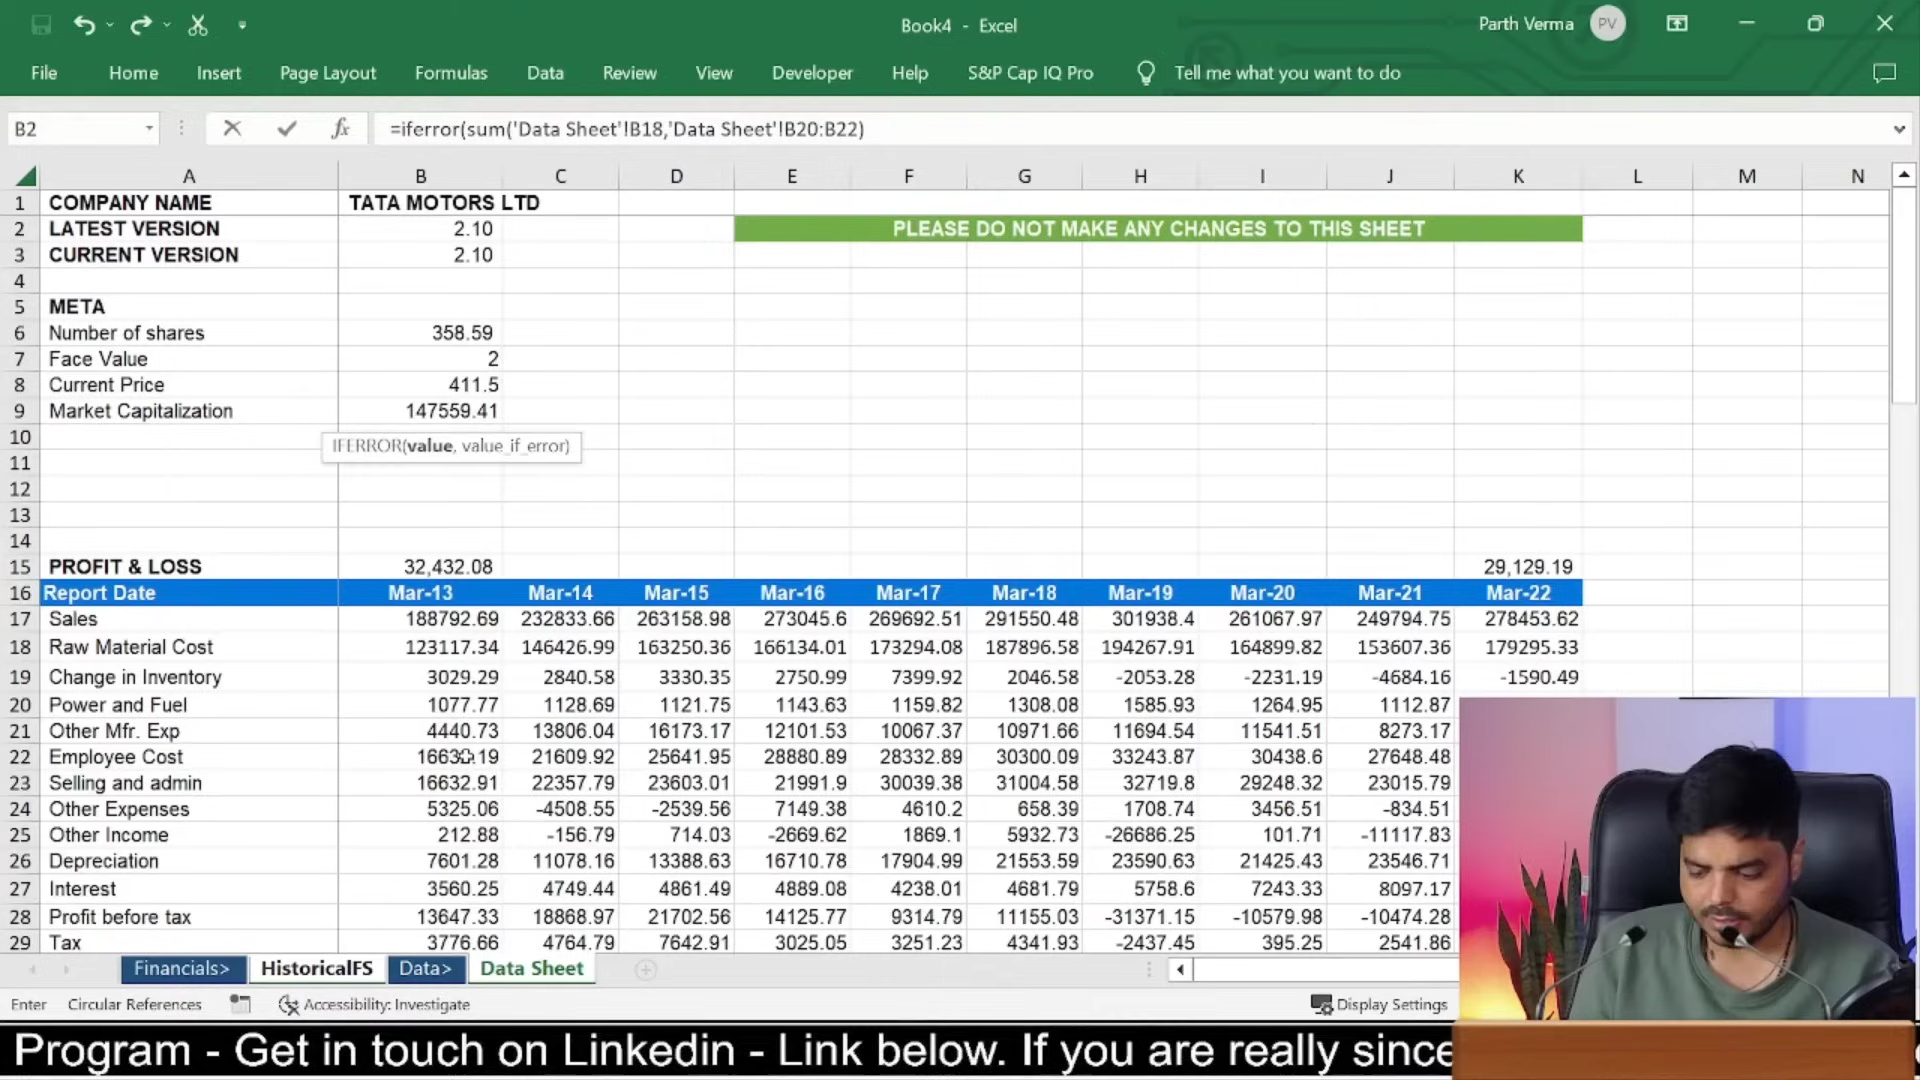 Book4 - Excel
Parth Verma
PV
File Home Insert Page Layout Formulas Data Review View Developer Help S&P Cap IQ Pro Tell me what you want to do
B2 fx =iferror(sum('Data Sheet'!B18,'Data Sheet'!B20:B22)
A B C D E F G H I J K L M N
1 COMPANY NAME TATA MOTORS LTD
2 LATEST VERSION 2.10 PLEASE DO NOT MAKE ANY CHANGES TO THIS SHEET
3 CURRENT VERSION 2.10
4
5 META
6 Number of shares 358.59
7 Face Value 2
8 Current Price 411.5
9 Market Capitalization 147559.41
10 IFERROR(value, value_if_error)
11
12
13
14
15 PROFIT & LOSS 32,432.08 29,129.19
16 Report Date Mar-13 Mar-14 Mar-15 Mar-16 Mar-17 Mar-18 Mar-19 Mar-20 Mar-21 Mar-22
17 Sales 188792.69 232833.66 263158.98 273045.6 269692.51 291550.48 301938.4 261067.97 249794.75 278453.62
18 Raw Material Cost 123117.34 146426.99 163250.36 166134.01 173294.08 187896.58 194267.91 164899.82 153607.36 179295.33
19 Change in Inventory 3029.29 2840.58 3330.35 2750.99 7399.92 2046.58 -2053.28 -2231.19 -4684.16 -1590.49
20 Power and Fuel 1077.77 1128.69 1121.75 1143.63 1159.82 1308.08 1585.93 1264.95 1112.87
21 Other Mfr. Exp 4440.73 13806.04 16173.17 12101.53 10067.37 10971.66 11694.54 11541.51 8273.17
22 Employee Cost 21609.92 25641.95 28880.89 28332.89 30300.09 33243.87 30438.6 27648.48
23 Selling and admin 16632.91 22357.79 23603.01 21991.9 30039.38 31004.58 32719.8 29248.32 23015.79
24 Other Expenses 5325.06 -4508.55 -2539.56 7149.38 4610.2 658.39 1708.74 3456.51 -834.51
25 Other Income 212.88 -156.79 714.03 -2669.62 1869.1 5932.73 -26686.25 101.71 -11117.83
26 Depreciation 7601.28 11078.16 13388.63 16710.78 17904.99 21553.59 23590.63 21425.43 23546.71
27 Interest 3560.25 4749.44 4861.49 4889.08 4238.01 4681.79 5758.6 7243.33 8097.17
28 Profit before tax 13647.33 18868.97 21702.56 14125.77 9314.79 11155.03 -31371.15 -10579.98 -10474.28
29 Tax 3776.66 4764.79 7642.91 3025.05 3251.23 4341.93 -2437.45 395.25 2541.86
Financials> HistoricalFS Data> Data Sheet
Enter Circular References Accessibility: Investigate Display Settings
Program - Get in touch on Linkedin - Link below. If you are really since